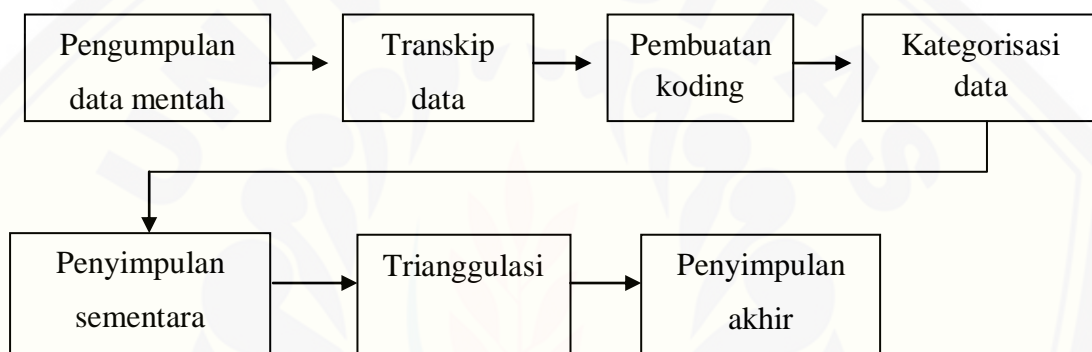 Pengumpulan
data mentah
Transkip
data
Pembuatan
koding
Kategorisasi
data
Penyimpulan
sementara
Trianggulasi
Penyimpulan
akhir